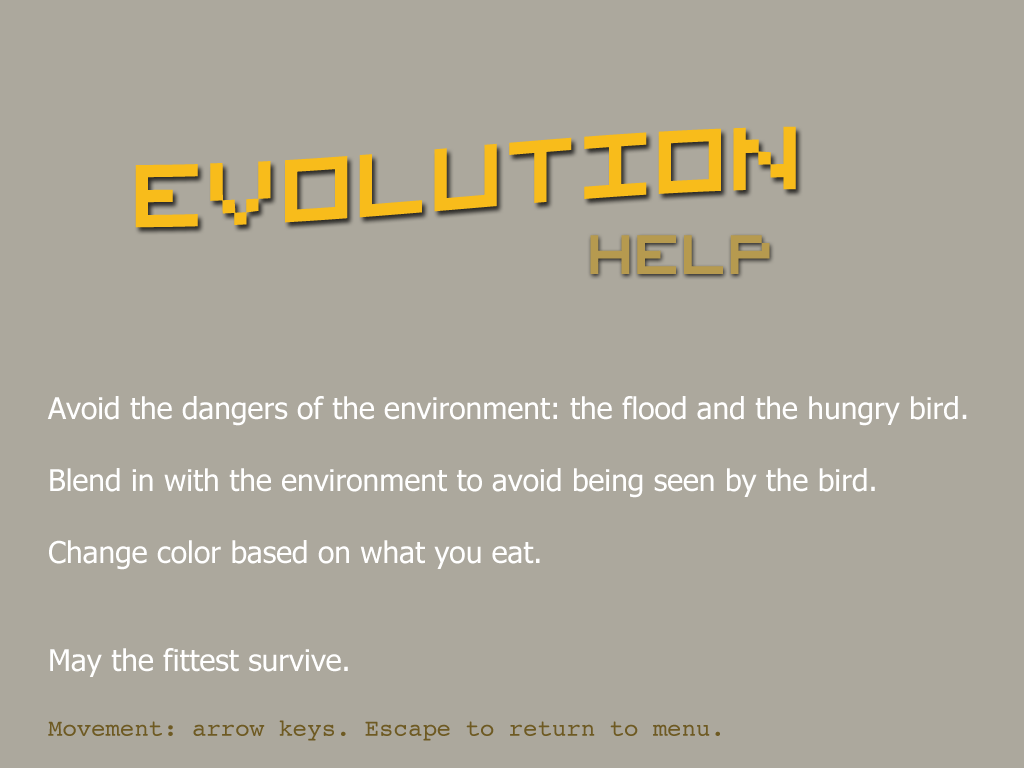 EVOLUTION
HELP
Avoid the dangers of the environment: the flood and the hungry bird.
Blend in with the environment to avoid being seen by the bird.
Change color based on what you eat.
May the fittest survive.
Movement: arrow keys. Escape to return to menu.